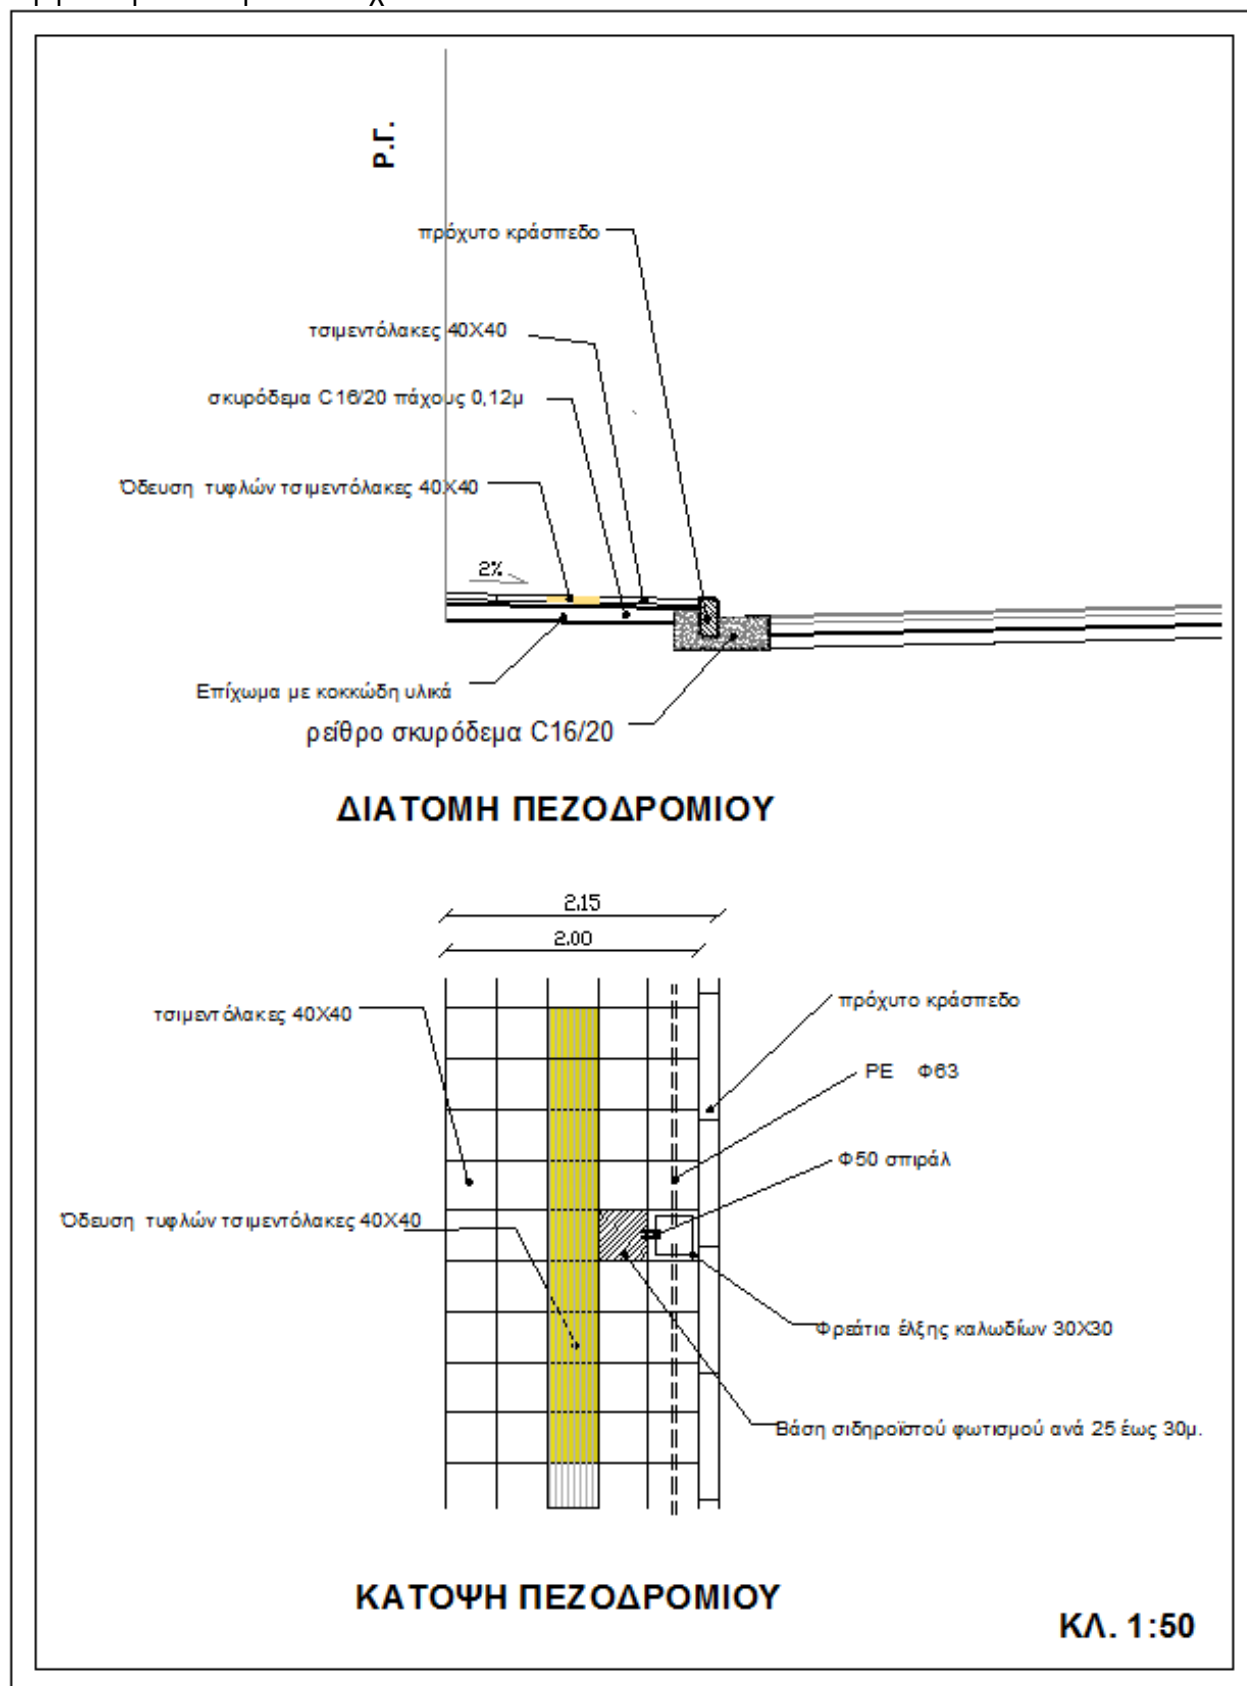 Ρ.Γ.
πρόχυτο κράσπεδο
τσιμεντόλακες 40Χ40
σκυρόδεμα C16/20 πάχους 0,12μ
Όδευση τυφλών τσιμεντόλακες 40Χ40
2%
Επίχωμα με κοκκώδη υλικά
ρείθρο σκυρόδεμα C16/20
ΔΙΑΤΟΜΗ ΠΕΖΟΔΡΟΜΙΟΥ
2.15
2.00
πρόχυτο κράσπεδο
τσιμεντόλακες 40Χ40
PE Φ63
Φ50 σπιράλ
Όδευση τυφλών τσιμεντόλακες 40Χ40
Φρεάτια έλξης καλωδίων 30Χ30
Βάση σιδηροϊστού φωτισμού ανά 25 έως 30μ.
ΚΑΤΟΨΗ ΠΕΖΟΔΡΟΜΙΟΥ
ΚΛ. 1:50